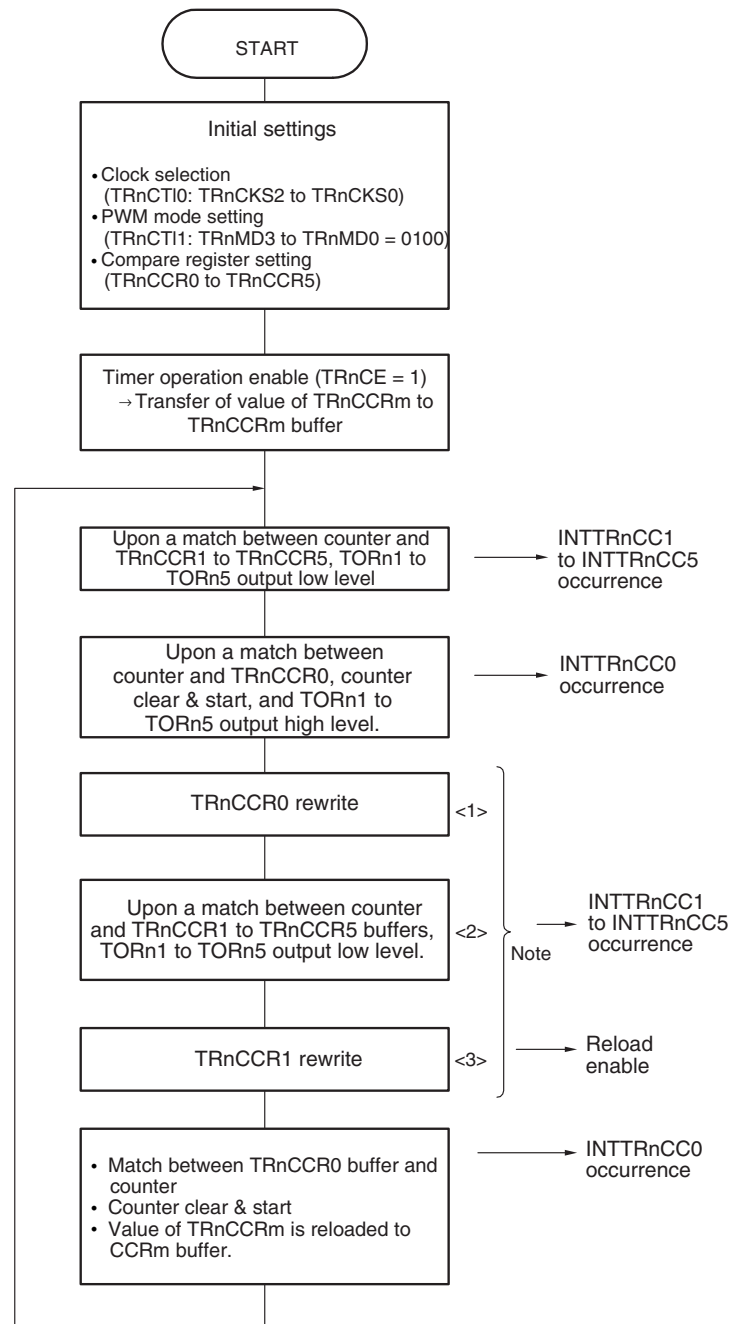 START
Initial settings
• Clock selection
(TRnCTl0: TRnCKS2 to TRnCKS0)
• PWM mode setting
(TRnCTl1: TRnMD3 to TRnMD0 = 0100)
• Compare register setting
(TRnCCR0 to TRnCCR5)
Timer operation enable (TRnCE = 1)
→Transfer of value of TRnCCRm to
TRnCCRm buffer
Upon a match between counter and
TRnCCR1 to TRnCCR5, TORn1 to
TORn5 output low level
INTTRnCC1
to INTTRnCC5
occurrence
Upon a match between
counter and TRnCCR0, counter
clear & start, and TORn1 to
TORn5 output high level.
INTTRnCC0
occurrence
TRnCCR0 rewrite
<1>
Upon a match between counter
and TRnCCR1 to TRnCCR5 buffers,
TORn1 to TORn5 output low level.
<2>
Note
INTTRnCC1
to INTTRnCC5
occurrence
TRnCCR1 rewrite
<3>
Reload
enable
• Match between TRnCCR0 buffer and
counter
• Counter clear & start
• Value of TRnCCRm is reloaded to
CCRm buffer.
INTTRnCC0
occurrence